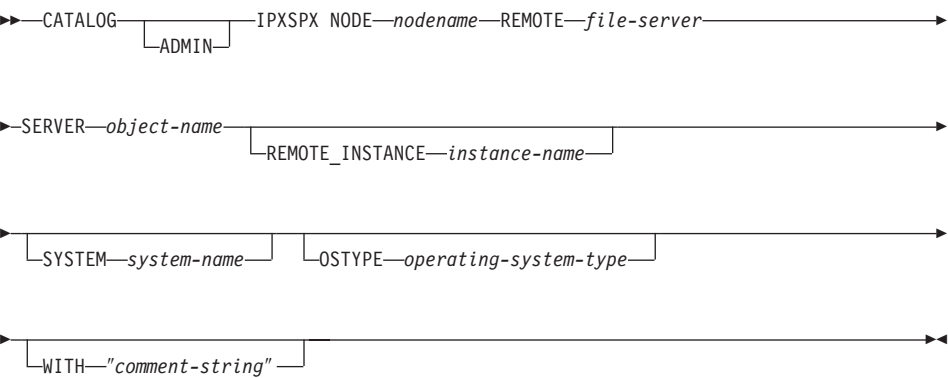 CATALOG IPXSPX NODE nodename REMOTE file-server
ADMIN
SERVER object-name
REMOTE_INSTANCE instance-name
SYSTEM system-name OSTYPE operating-system-type
WITH "comment-string"